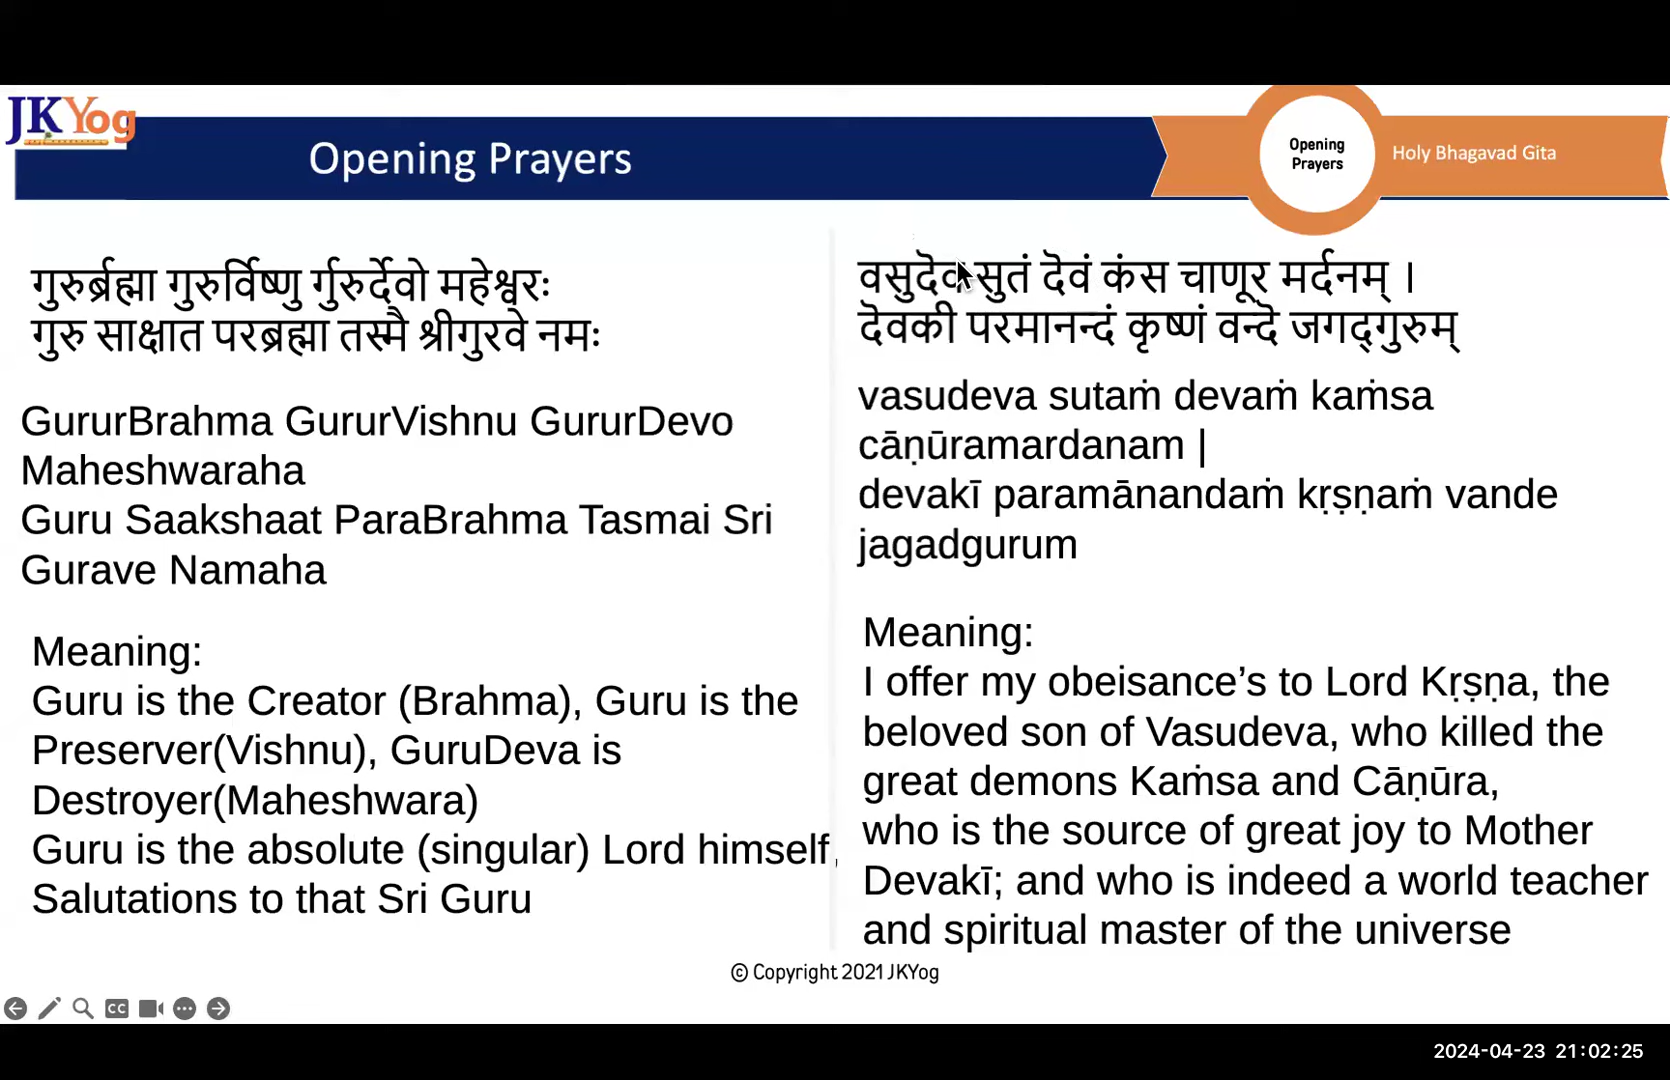 JKYog
Opening Prayers
Opening
Prayers
Holy Bhagavad Gita
गुरुर्ब्रह्मा गुरुर्विष्णु र्गुरुर्देवो महेश्वरः
गुरु साक्षात परब्रह्मा तस्मै श्रीगुरवे नमः
GururBrahma GururVishnu GururDevo
Maheshwaraha
Guru Saakshaat ParaBrahma Tasmai Sri
Gurave Namaha
Meaning:
Guru is the Creator (Brahma), Guru is the
Preserver(Vishnu), GuruDeva is
Destroyer(Maheshwara)
Guru is the absolute (singular) Lord himself,
Salutations to that Sri Guru
वसुदॆव सुतं दॆवं कंस चाणूर मर्दनम् ।
दॆवकी परमानन्दं कृष्णं वन्दॆ जगद्गुरुम्
vasudeva sutaṁ devaṁ kaṁsa
cāṇūramardanam |
devakī paramānandaṁ kṛṣṇaṁ vande
jagadgurum
Meaning:
I offer my obeisance’s to Lord Kṛṣṇa, the
beloved son of Vasudeva, who killed the
great demons Kaṁsa and Cāṇūra,
who is the source of great joy to Mother
Devakī; and who is indeed a world teacher
and spiritual master of the universe
© Copyright 2021 JKYog
CC
2024-04-23 21:02:25